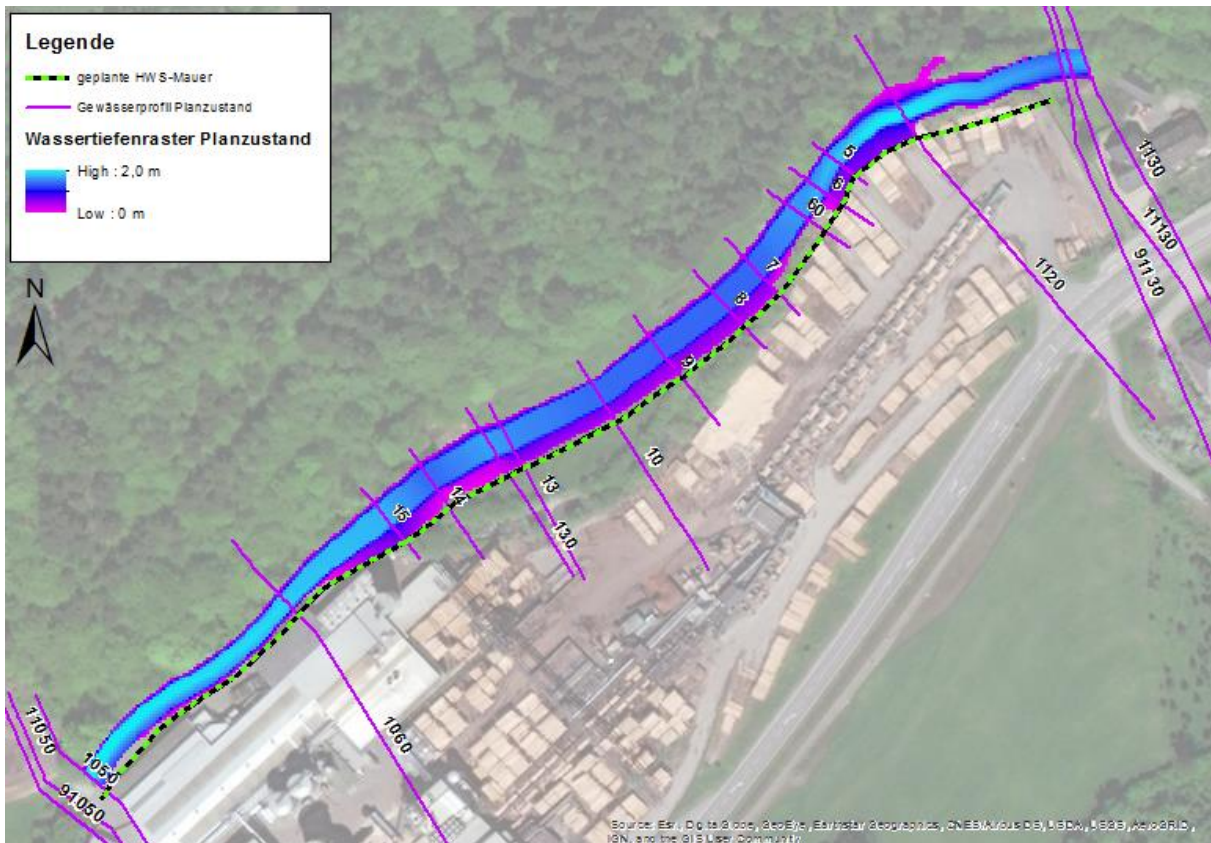 Legende
geplante HWS-Mauer
Gewässerprofil Planzustand
Wassertiefenraster Planzustand
High : 2,0 m
Low : 0 m
N
5
6
60
7
8
9
10
13
130
14
15
1120
1130
11130
91130
1060
11050
1050
91050
Source: Esri, DigitalGlobe, GeoEye, Earthstar Geographics, CNES/Airbus DS, USDA, USGS, AeroGRID,
IGN, and the GIS User Community